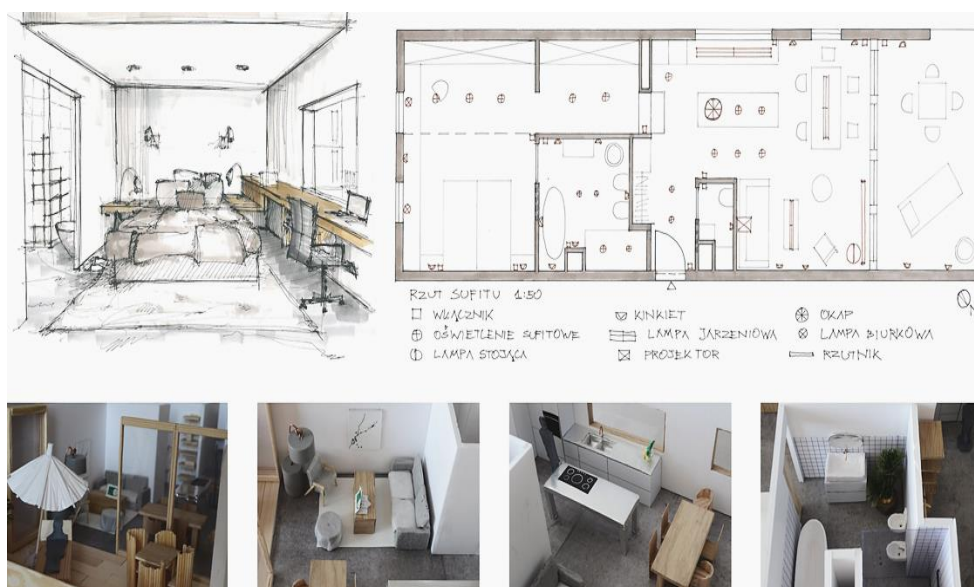 RZUT SUFITU 1:50
WŁĄCZNIK
KINKIET
OKAP
OŚWIETLENIE SUFITOWE
LAMPA JARZENIOWA
LAMPA BIURKOWA
LAMPA STOJĄCA
PROJEKTOR
RZUTNIK